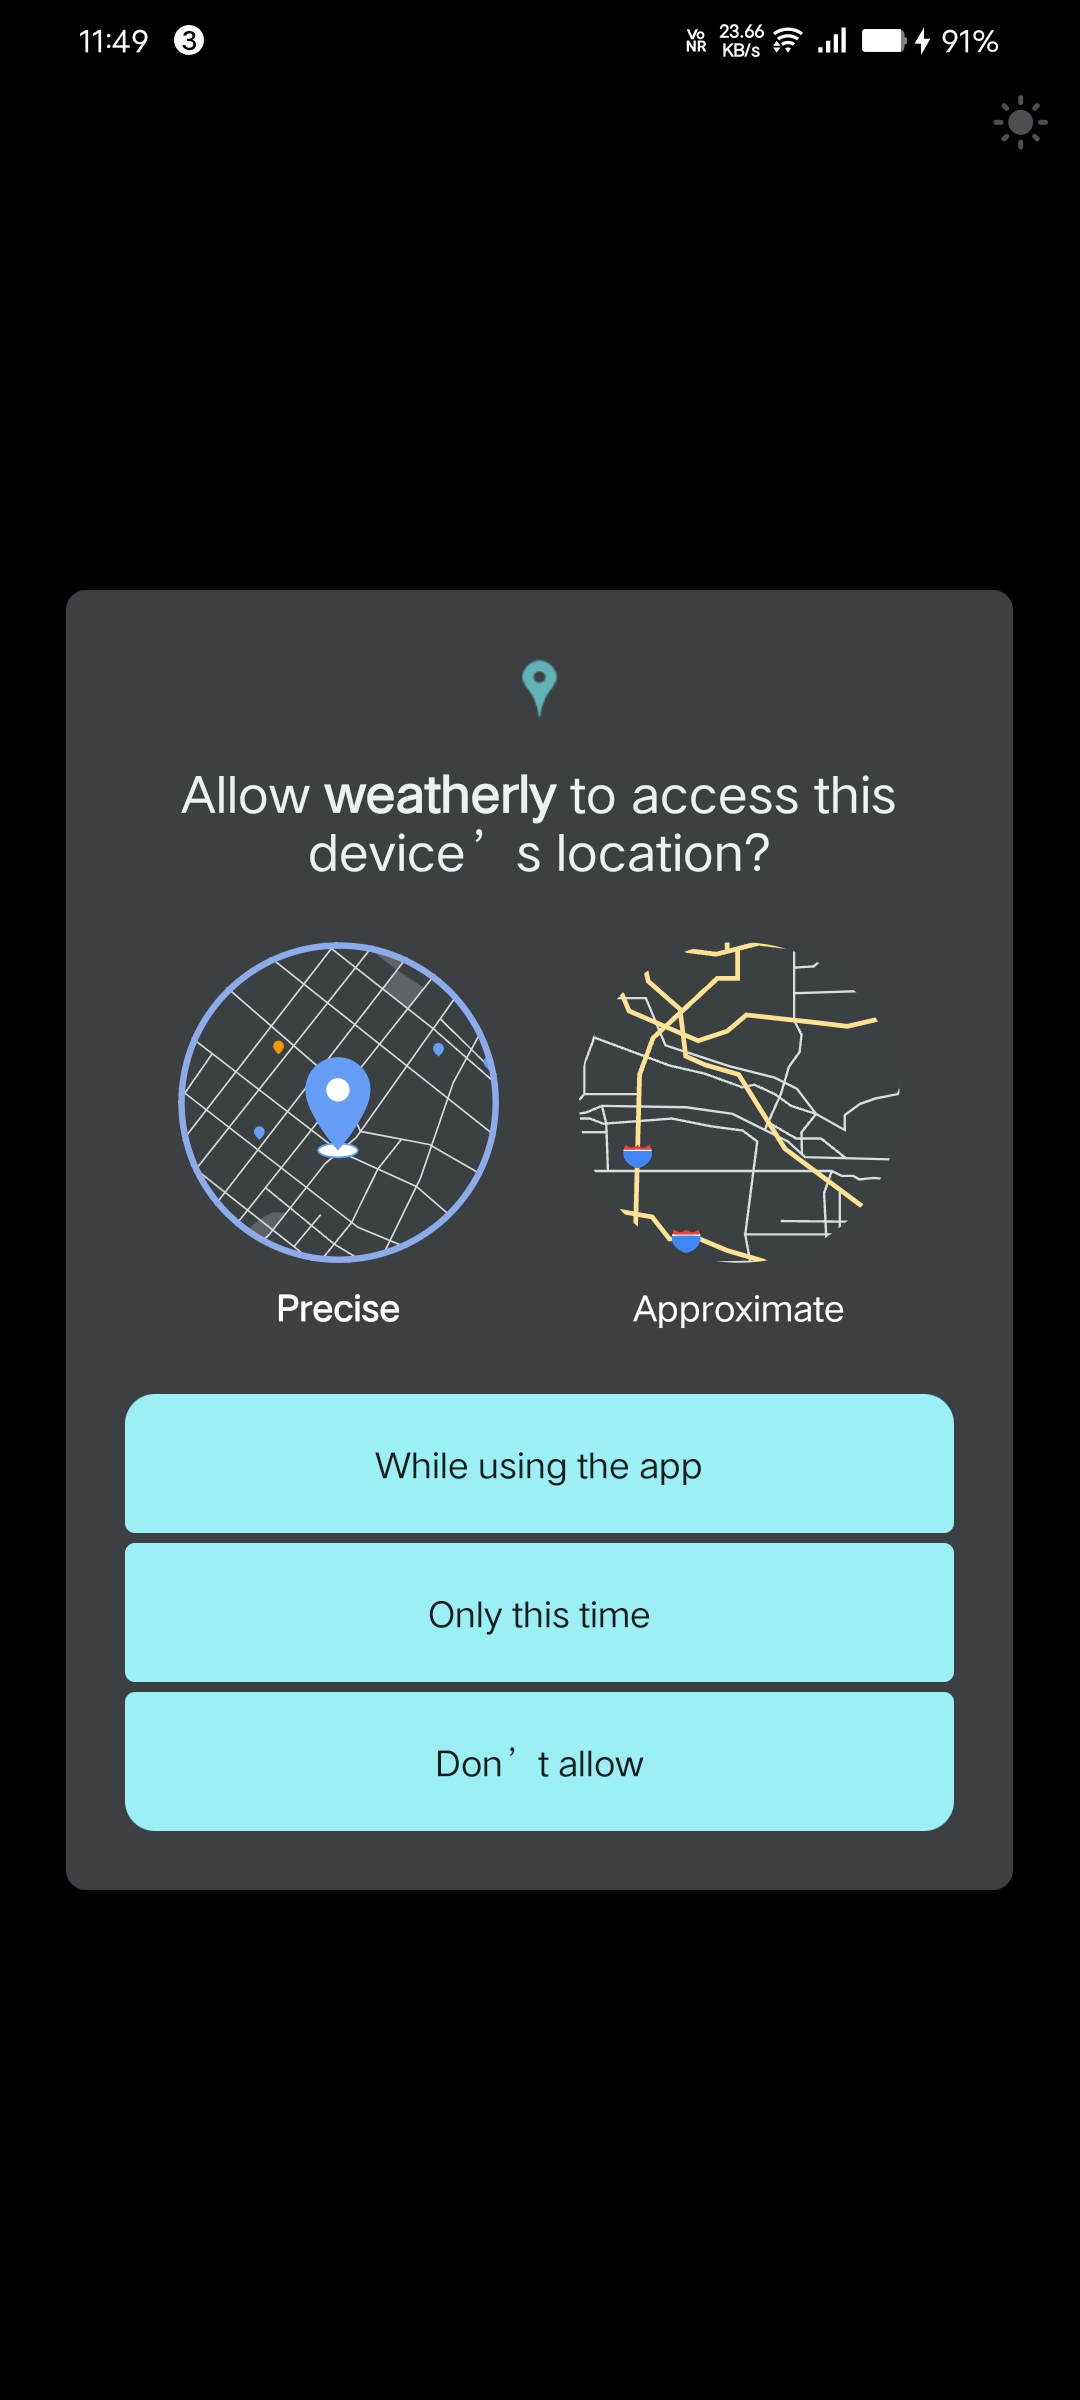 11:49 3 Vo NR 23.66 KB/s 91%
Allow weatherly to access this
device’s location?
Precise Approximate
While using the app
Only this time
Don’t allow